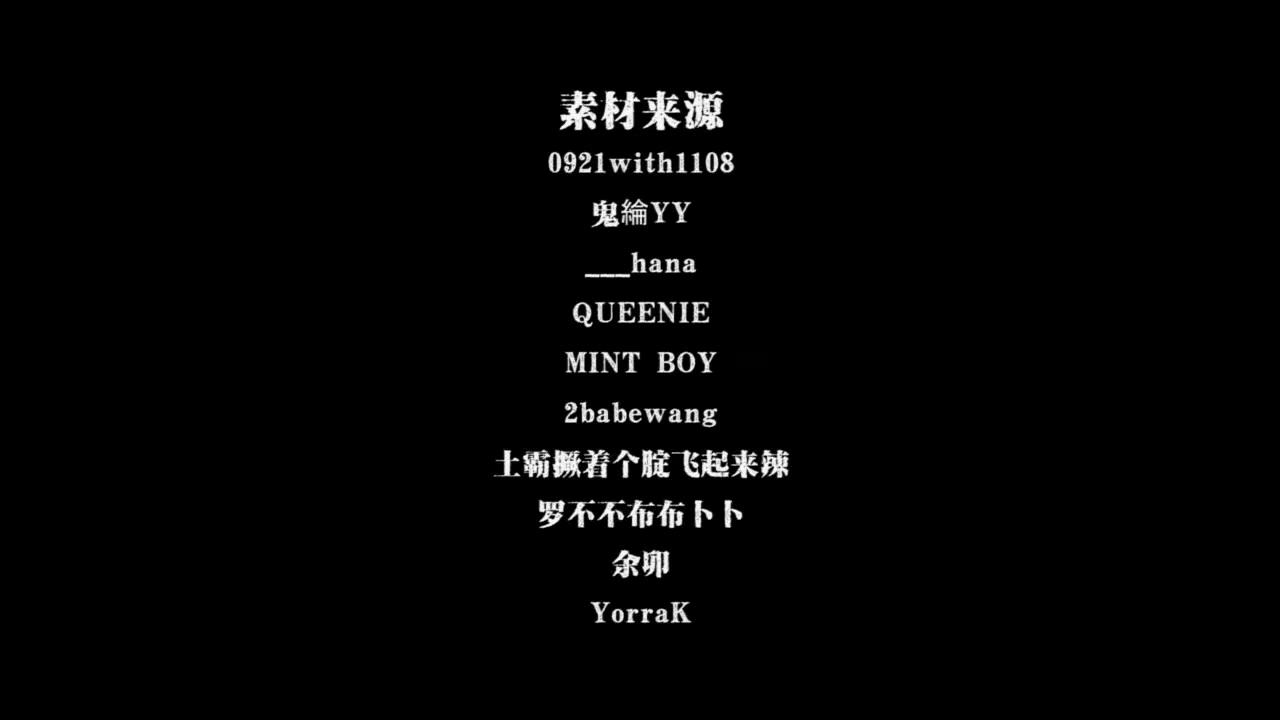 素材来源
0921with1108
鬼綸YY
___hana
QUEENIE
MINT BOY
2babewang
土霸撅着个腚飞起来辣
罗不不布布卜卜
余卯
YorraK